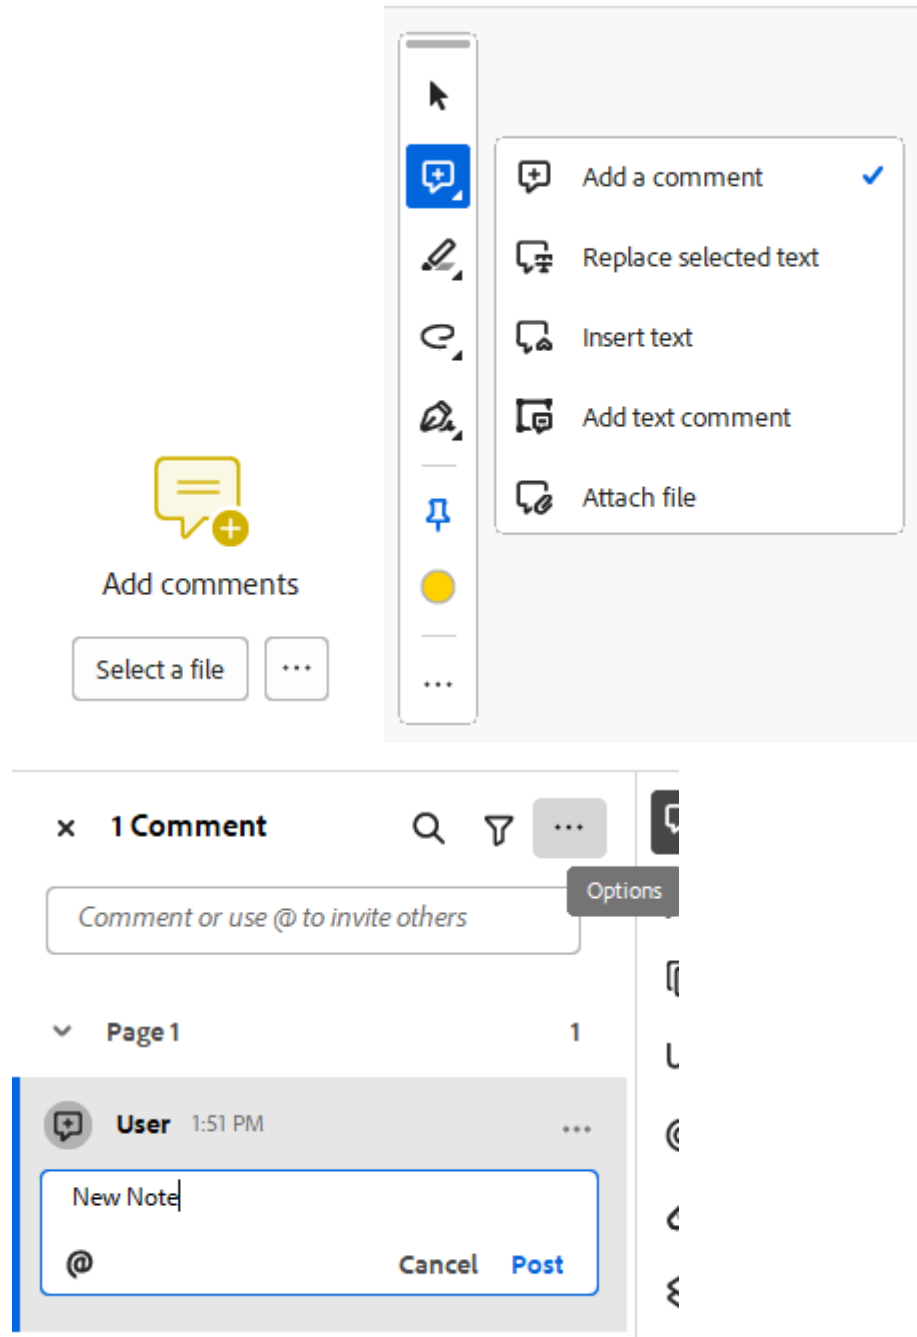 Add a comment
Replace selected text
Insert text
Add text comment
Attach file
Add comments
Select a file
1 Comment
Options
Comment or use @ to invite others
Page 1 1
User 1:51 PM
New Note
@ Cancel Post